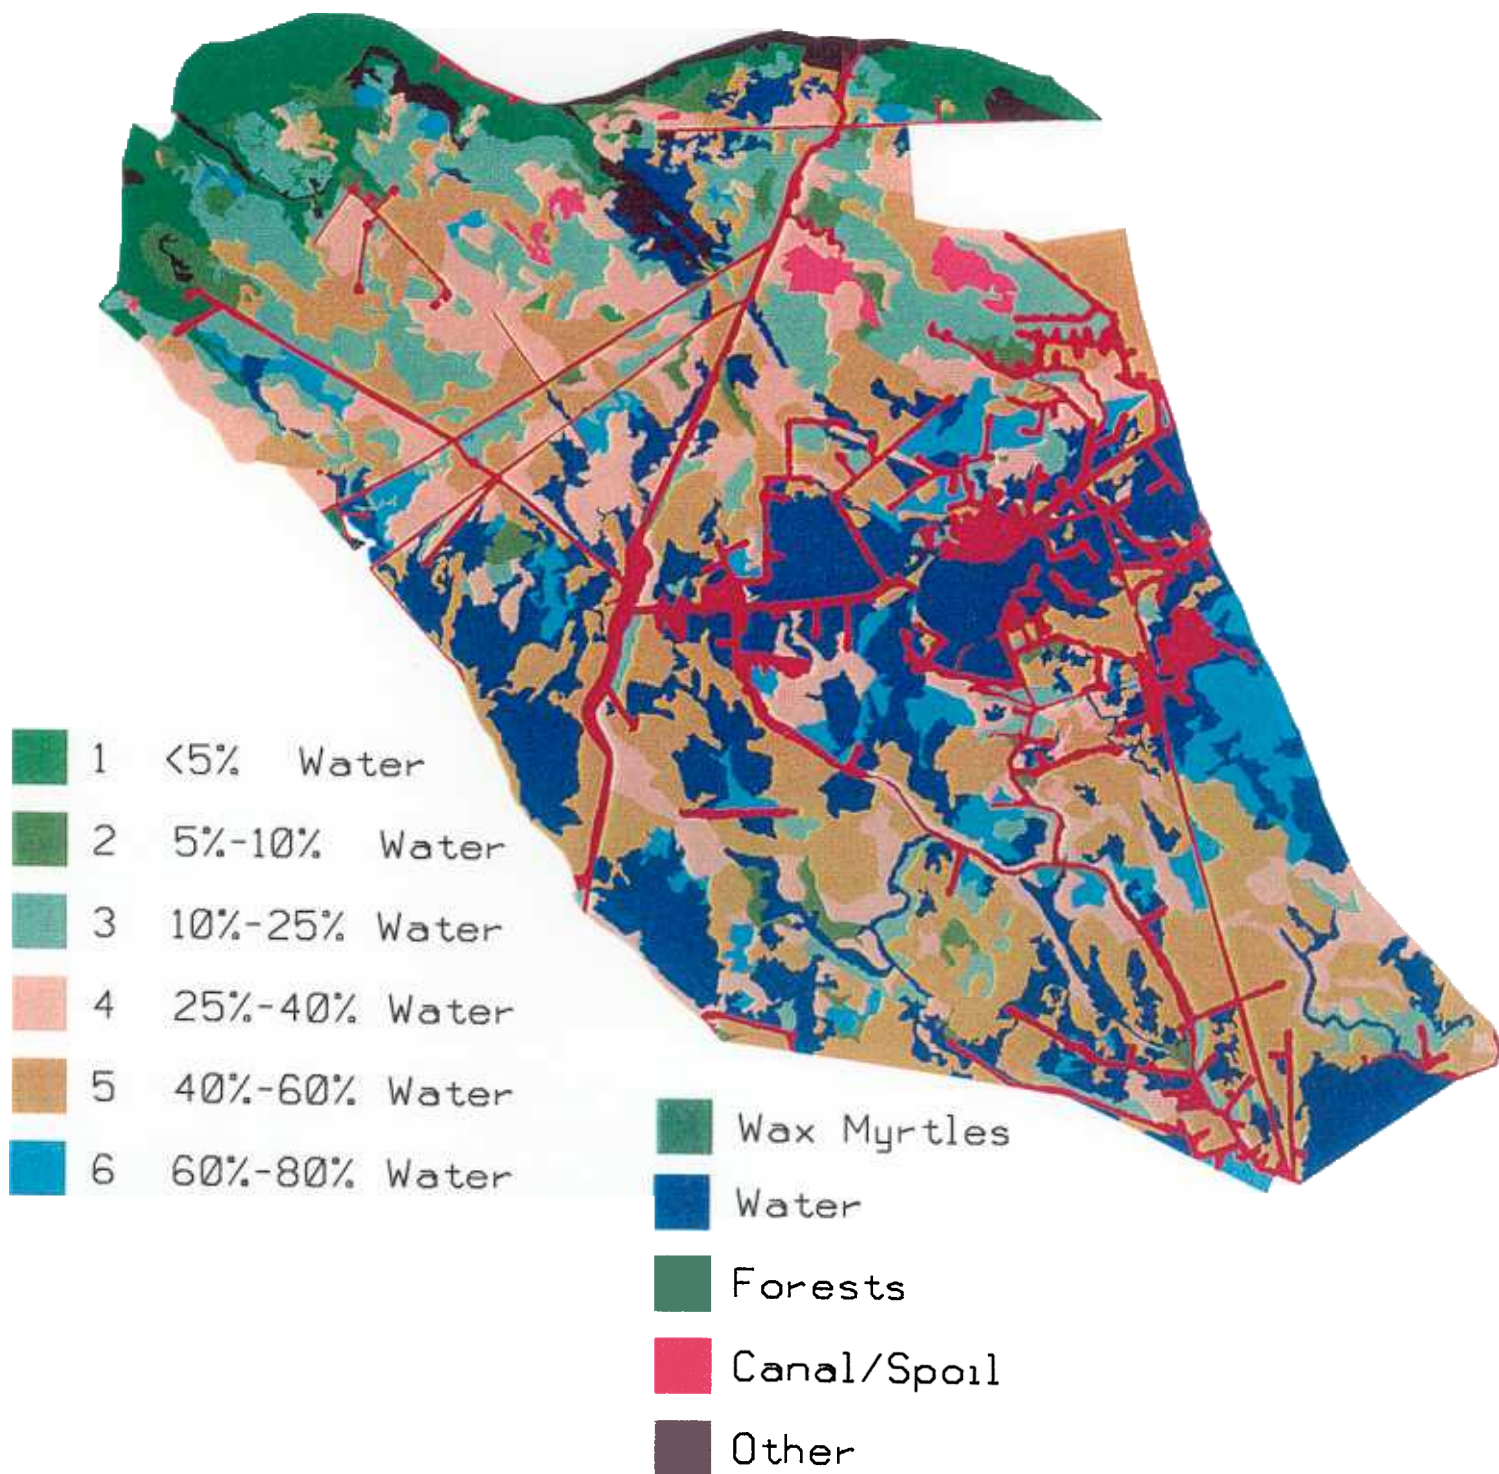 1 <5% Water
2 5%-10% Water
3 10%-25% Water
4 25%-40% Water
5 40%-60% Water
6 60%-80% Water
Wax Myrtles
Water
Forests
Canal/Spoil
Other